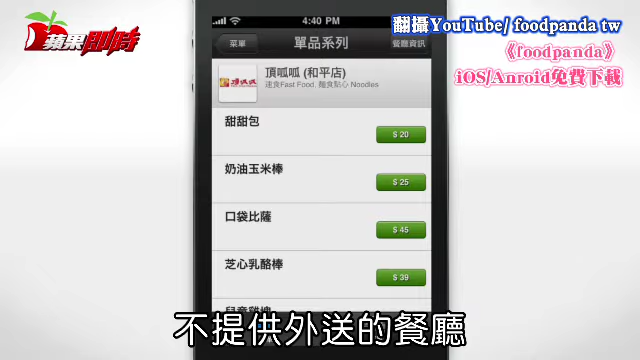 蘋果即時
翻攝YouTube/ foodpanda tw
《foodpanda》
iOS/Anroid免費下載
4:40 PM
菜單
單品系列
餐廳資訊
頂呱呱
頂呱呱 (和平店)
速食Fast Food, 麵食點心 Noodles
甜甜包
$ 20
奶油玉米棒
$ 25
口袋比薩
$ 45
芝心乳酪棒
$ 39
不提供外送的餐廳